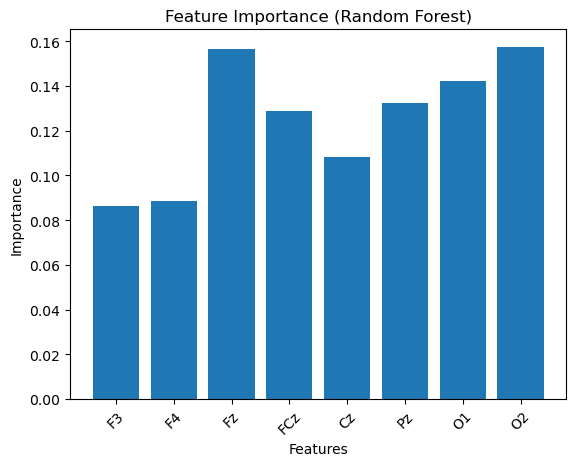 Feature Importance (Random Forest)
Importance
0.16
0.14
0.12
0.10
0.08
0.06
0.04
0.02
0.00
F3 F4 Fz FCz Cz Pz O1 O2
Features